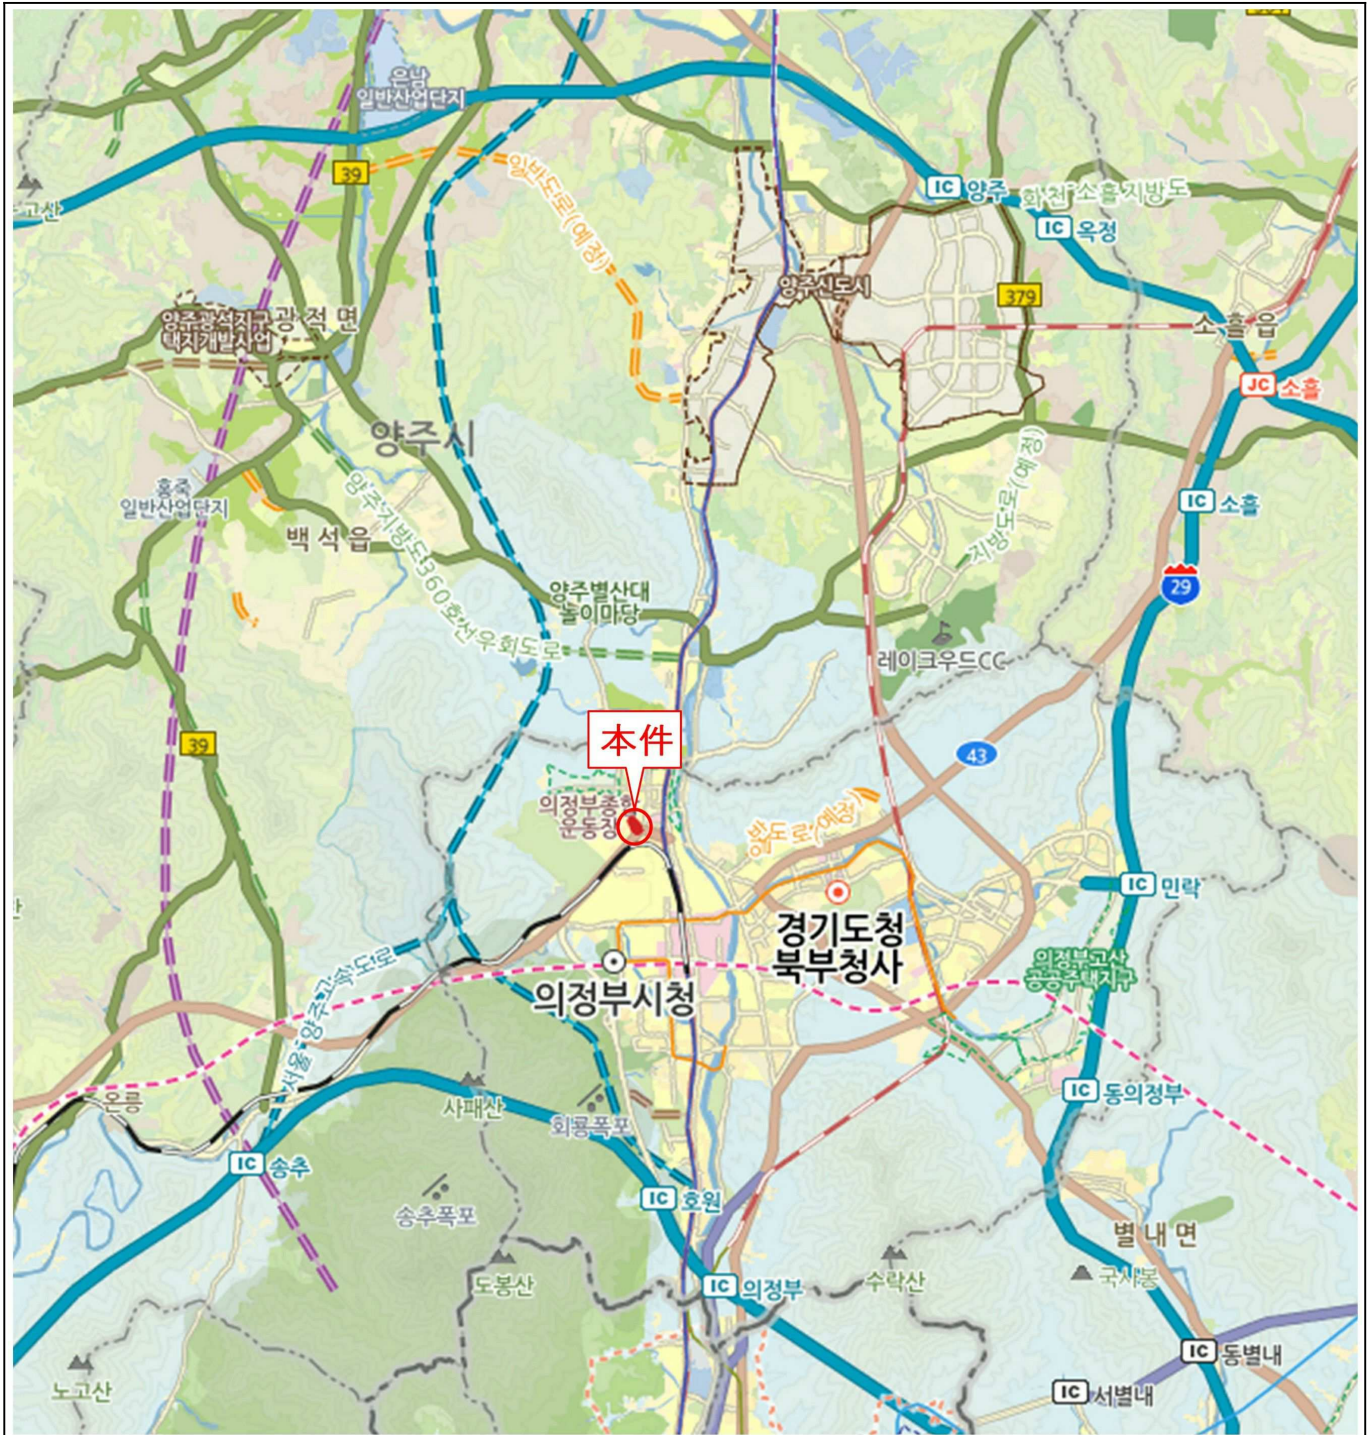 은남
일반산업단지
39
일반도로(예정)
IC 양주
화천-소흘지방도
IC 옥정
고산
양주신도시
379
양주광석지구
택지개발사업
광적면
소흘읍
JC 소흘
양주시
홍죽
일반산업단지
백석읍
양주지방도360호선우회도로
지방도로(예정)
IC 소흘
29
양주별산대
놀이마당
레이크우드CC
本件
39
43
의정부종합
운동장
일반도로(예정)
IC 민락
경기도청
북부청사
의정부시청
의정부고산
공공주택지구
서울-양주고속도로
온릉
사패산
회룡폭포
IC 동의정부
IC 송추
송추폭포
IC 호원
별내면
도봉산
IC 의정부
수락산
국사봉
노고산
IC 동별내
IC 서별내